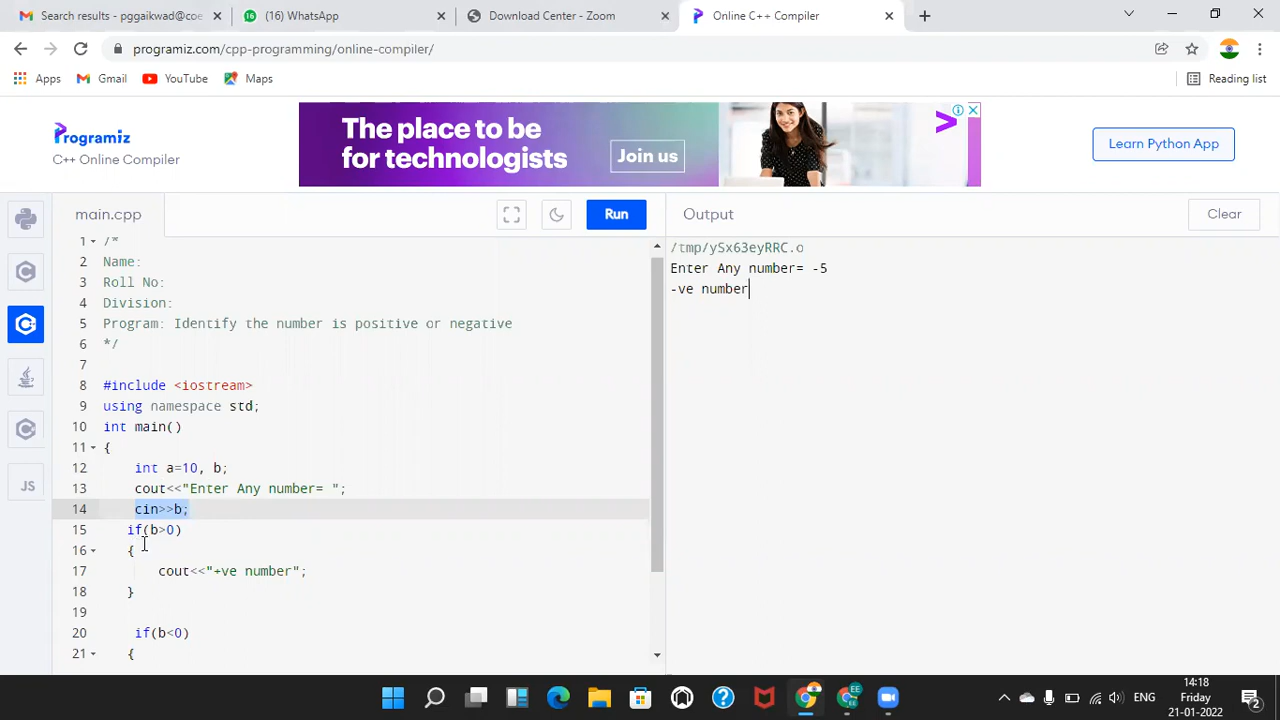 Search results - pggaikwad@coe
(16) WhatsApp
Download Center - Zoom
Online C++ Compiler
programiz.com/cpp-programming/online-compiler/
Apps
Gmail
YouTube
Maps
Reading list
Programiz
C++ Online Compiler
The place to be
for technologists
Join us
Learn Python App
main.cpp
Run
Output
Clear
1 /*
2 Name:
3 Roll No:
4 Division:
5 Program: Identify the number is positive or negative
6 */
7
8 #include <iostream>
9 using namespace std;
10 int main()
11 {
12 int a=10, b;
13 cout<<"Enter Any number= ";
14 cin>>b;
15 if(b>0)
16 {
17 cout<<"+ve number";
18 }
19
20 if(b<0)
21 {
/tmp/ySx63eyRRC.o
Enter Any number= -5
-ve number
JS
ENG
14:18
Friday
21-01-2022
2